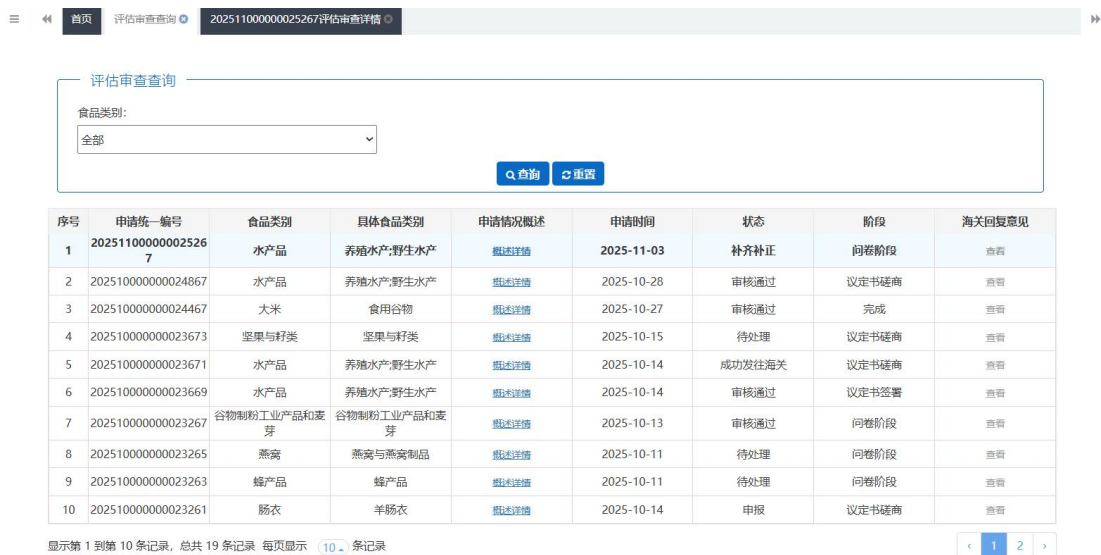 首页 评估审查查询 202511000000025267评估审查详情
评估审查查询
食品类别:
全部
查询 重置
序号 申请统一编号 食品类别 具体食品类别 申请情况概述 申请时间 状态 阶段 海关回复意见
1 202511000000025267 水产品 养殖水产;野生水产 概述详情 2025-11-03 补齐补正 问卷阶段 查看
2 202510000000024867 水产品 养殖水产;野生水产 概述详情 2025-10-28 审核通过 议定书磋商 查看
3 202510000000024467 大米 食用谷物 概述详情 2025-10-27 审核通过 完成 查看
4 202510000000023673 坚果与籽类 坚果与籽类 概述详情 2025-10-15 待处理 议定书磋商 查看
5 202510000000023671 水产品 养殖水产;野生水产 概述详情 2025-10-14 成功发往海关 议定书磋商 查看
6 202510000000023669 水产品 养殖水产;野生水产 概述详情 2025-10-14 审核通过 议定书签署 查看
7 202510000000023267 谷物制粉工业产品和麦芽 谷物制粉工业产品和麦芽 概述详情 2025-10-13 审核通过 问卷阶段 查看
8 202510000000023265 燕窝 燕窝与燕窝制品 概述详情 2025-10-11 待处理 问卷阶段 查看
9 202510000000023263 蜂产品 蜂产品 概述详情 2025-10-11 待处理 问卷阶段 查看
10 202510000000023261 肠衣 羊肠衣 概述详情 2025-10-14 申报 议定书磋商 查看
显示第 1 到第 10 条记录，总共 19 条记录 每页显示 10 条记录 ‹ 1 2 ›